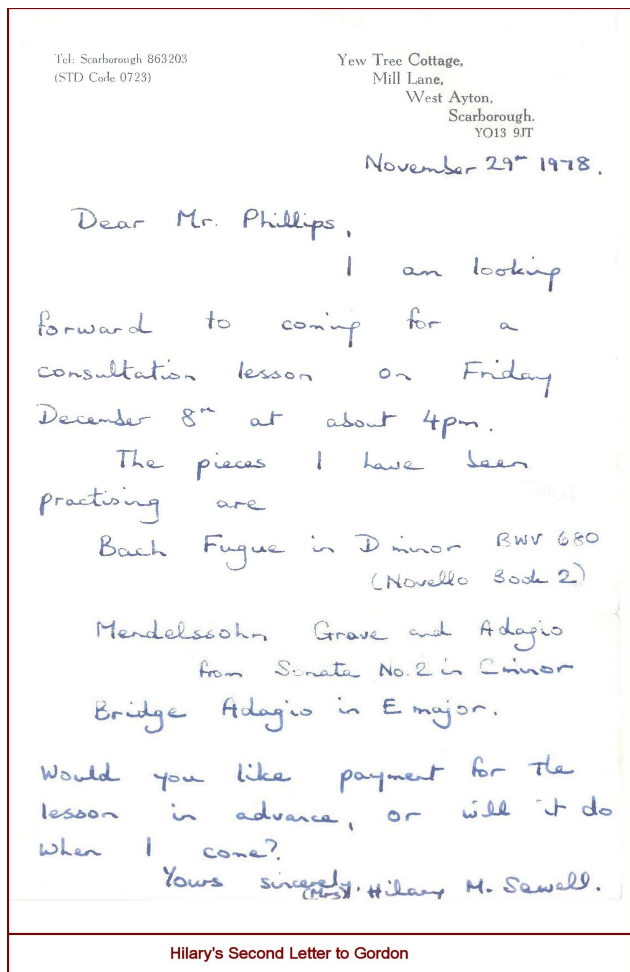 Tel: Scarborough 863203
(STD Code 0723)
Yew Tree Cottage,
Mill Lane,
West Ayton,
Scarborough.
YO13 9JT
November 29th 1978.
Dear Mr. Phillips,
I am looking
forward to coming for a
consultation lesson on Friday
December 8th at about 4pm.
The pieces I have been
practising are
Bach Fugue in D minor BWV 680
(Novello Book 2)
Mendelssohn Grave and Adagio
from Sonata No. 2 in C minor
Bridge Adagio in E major.
Would you like payment for the
lesson in advance, or will it do
when I come?
Yours sincerely,
(Mrs). Hilary M. Sewell.
Hilary's Second Letter to Gordon